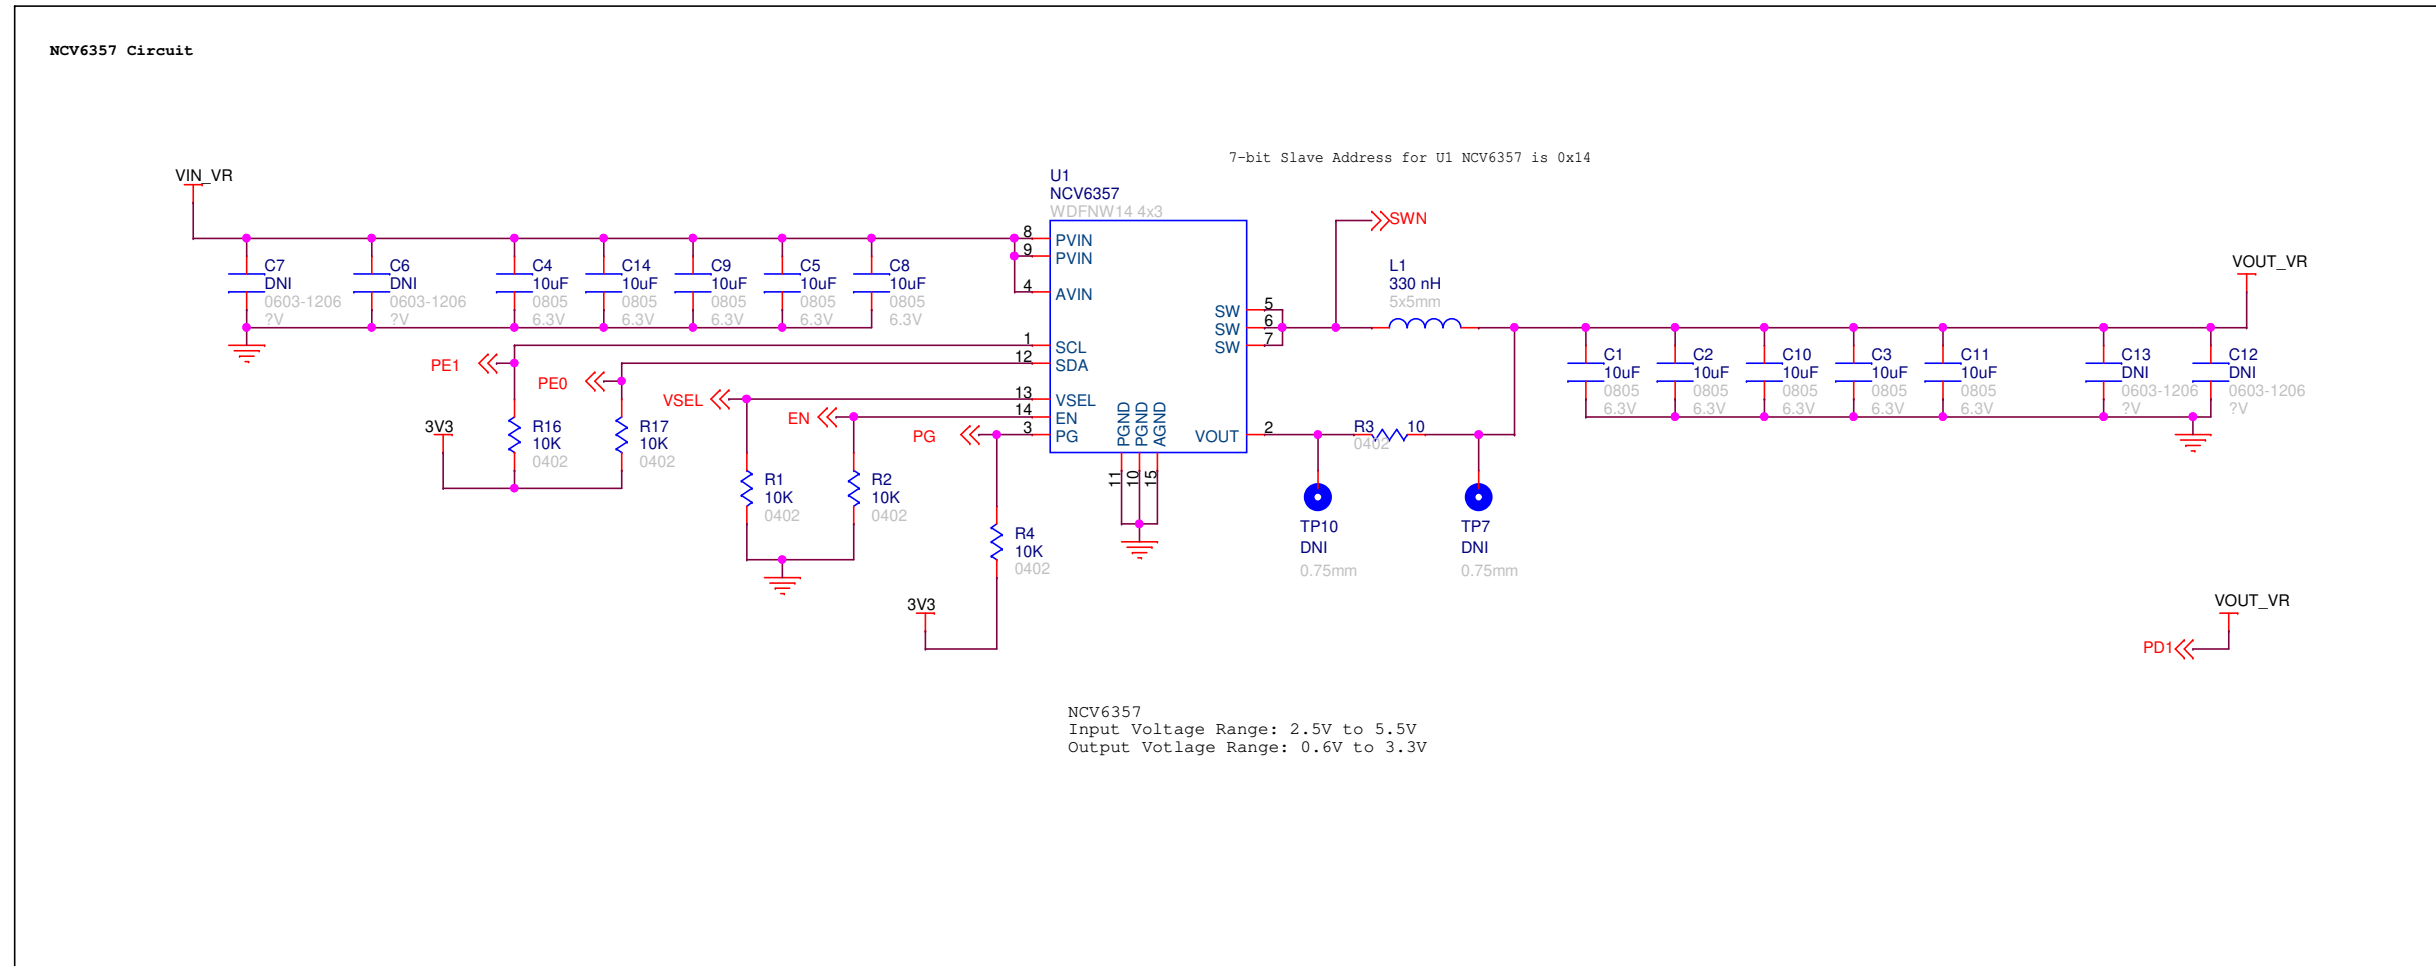 NCV6357 Circuit
7-bit Slave Address for U1 NCV6357 is 0x14
VIN_VR
U1
NCV6357
WDFNW14 4x3
SWN
8
PVIN
9
PVIN
4
AVIN
C7
DNI
0603-1206
?V
C6
DNI
0603-1206
?V
C4
10uF
0805
6.3V
C14
10uF
0805
6.3V
C9
10uF
0805
6.3V
C5
10uF
0805
6.3V
C8
10uF
0805
6.3V
L1
330 nH
5x5mm
VOUT_VR
SW
5
SW
6
SW
7
1
SCL
12
SDA
13
VSEL
14
EN
3
PG
PE1
PE0
VSEL
EN
PG
PGND
PGND
AGND
11
10
15
VOUT
2
R3
10
0402
C1
10uF
0805
6.3V
C2
10uF
0805
6.3V
C10
10uF
0805
6.3V
C3
10uF
0805
6.3V
C11
10uF
0805
6.3V
C13
DNI
0603-1206
?V
C12
DNI
0603-1206
?V
3V3
R16
10K
0402
R17
10K
0402
R1
10K
0402
R2
10K
0402
R4
10K
0402
3V3
TP10
DNI
0.75mm
TP7
DNI
0.75mm
VOUT_VR
PD1
NCV6357
Input Voltage Range: 2.5V to 5.5V
Output Votlage Range: 0.6V to 3.3V